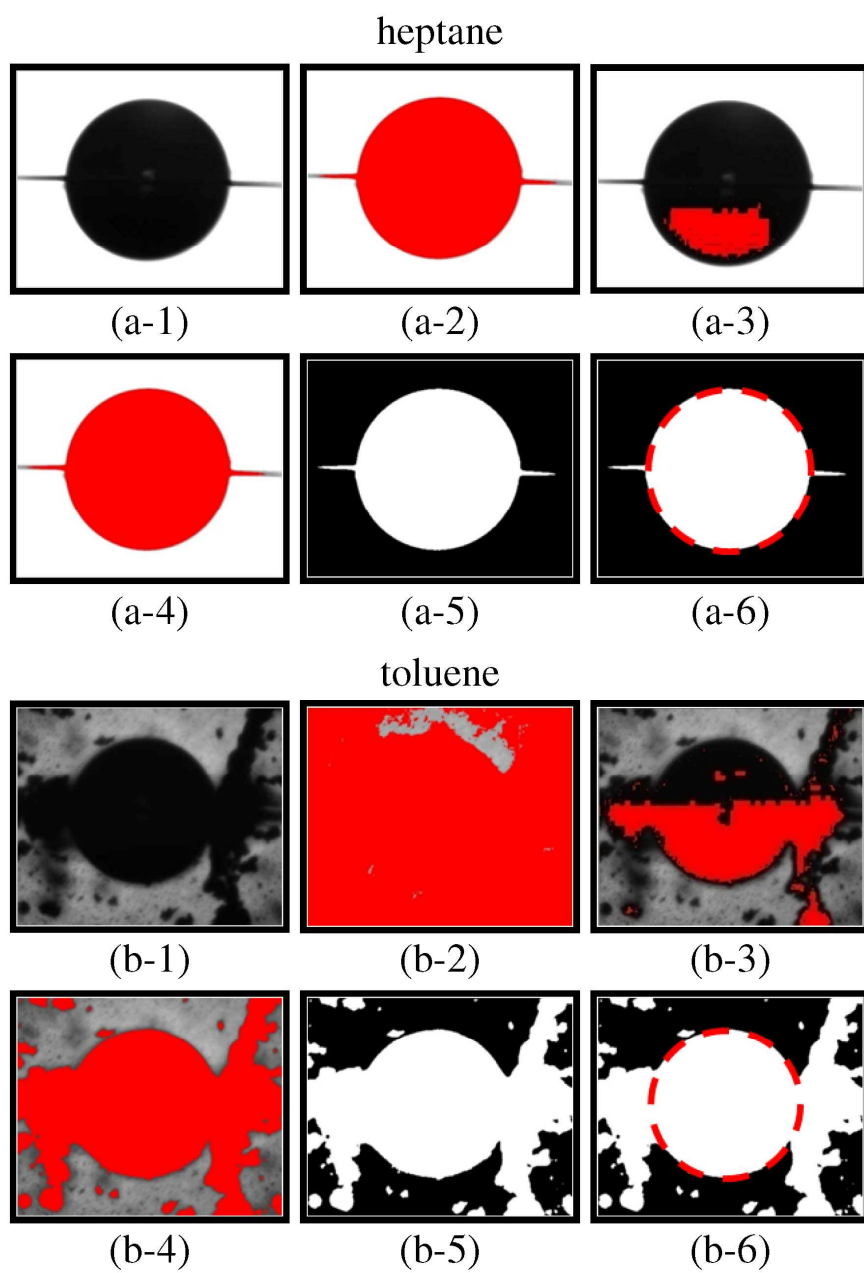 heptane
(a-1) (a-2) (a-3)
(a-4) (a-5) (a-6)
toluene
(b-1) (b-2) (b-3)
(b-4) (b-5) (b-6)